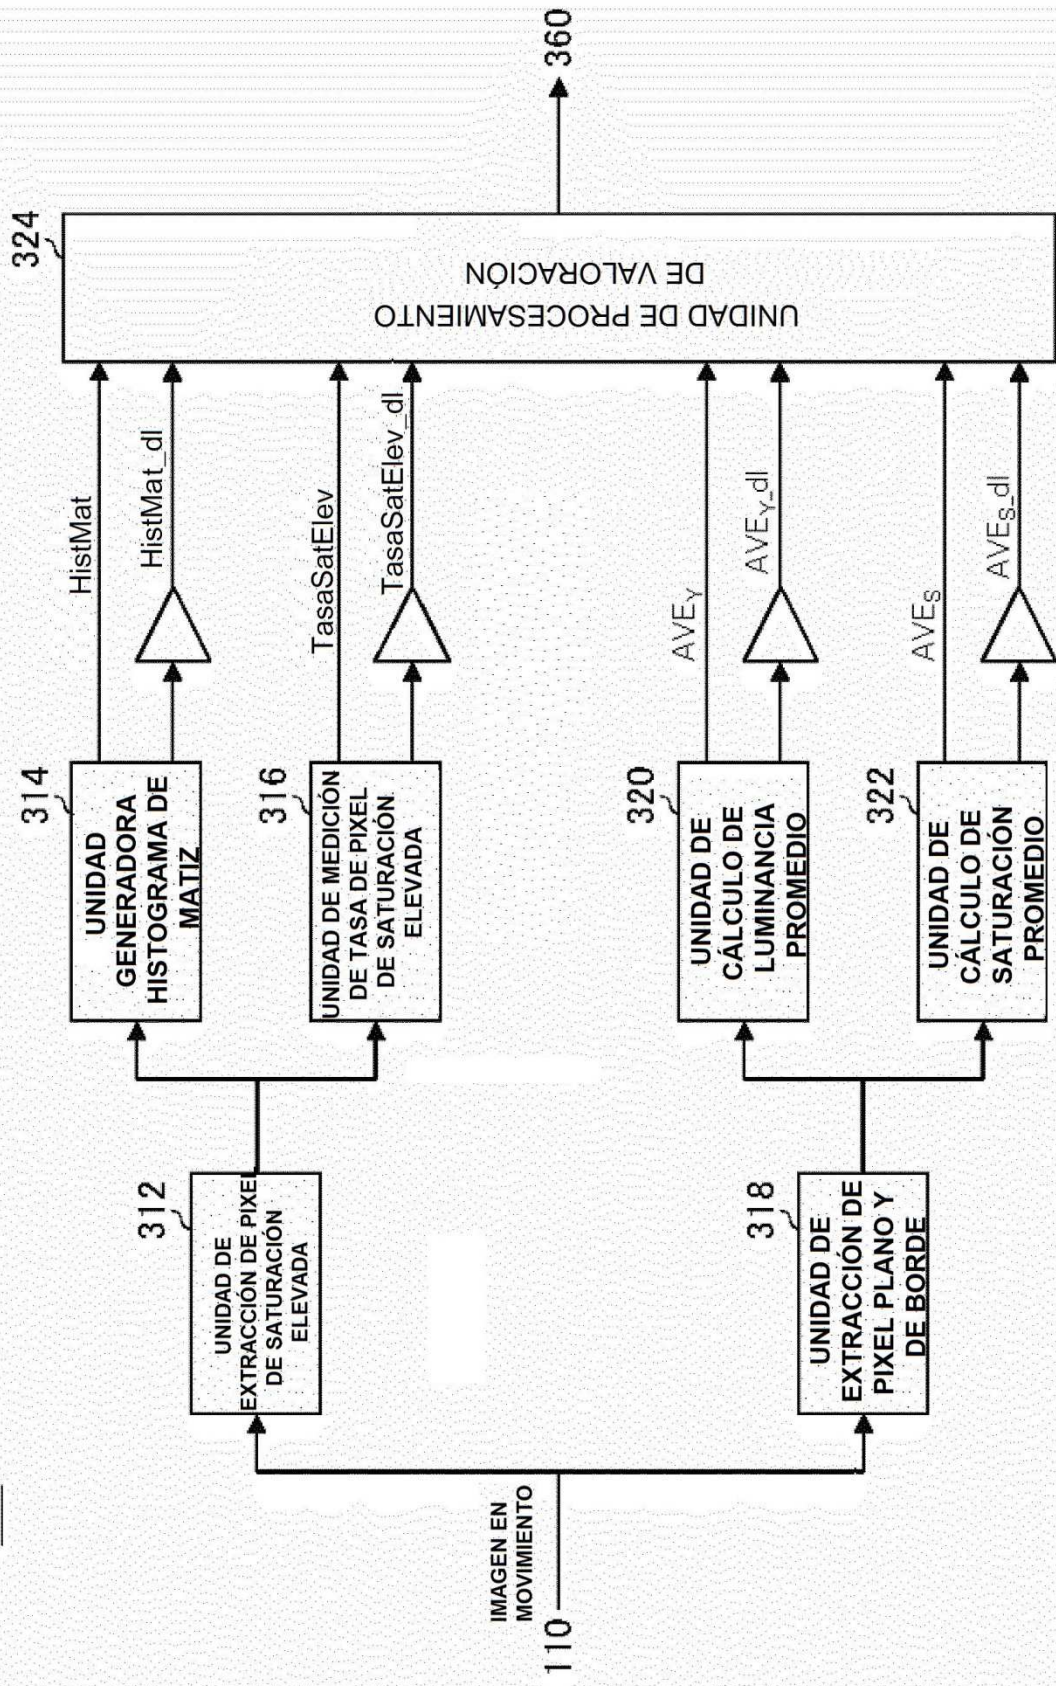 IMAGEN EN
MOVIMIENTO
110
312
UNIDAD DE
EXTRACCIÓN DE PIXEL
DE SATURACIÓN
ELEVADA
318
UNIDAD DE
EXTRACCIÓN DE
PIXEL PLANO Y
DE BORDE
314
UNIDAD
GENERADORA
HISTOGRAMA DE
MATIZ
316
UNIDAD DE MEDICIÓN
DE TASA DE PIXEL
DE SATURACIÓN
ELEVADA
320
UNIDAD DE
CÁLCULO DE
LUMINANCIA
PROMEDIO
322
UNIDAD DE
CÁLCULO DE
SATURACIÓN
PROMEDIO
HistMat
HistMat_dl
TasaSatElev
TasaSatElev_dl
AVEY
AVEY_dl
AVES
AVES_dl
324
UNIDAD DE PROCESAMIENTO
DE VALORACIÓN
360